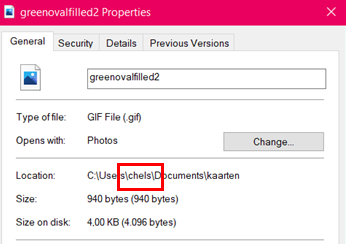 greenovalfilled2 Properties
General Security Details Previous Versions
greenovalfilled2
Type of file: GIF File (.gif)
Opens with: Photos Change...
Location: C:\Users\chels\Documents\kaarten
Size: 940 bytes (940 bytes)
Size on disk: 4,00 KB (4.096 bytes)